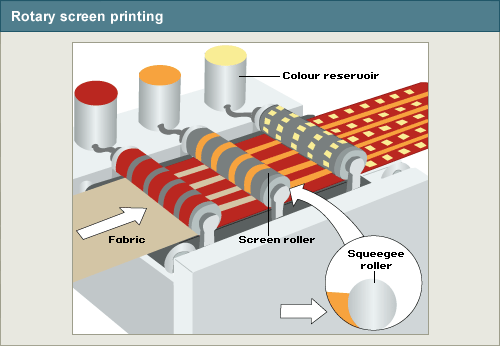 Rotary screen printing
Colour reservoir
Fabric
Screen roller
Squeegee
roller